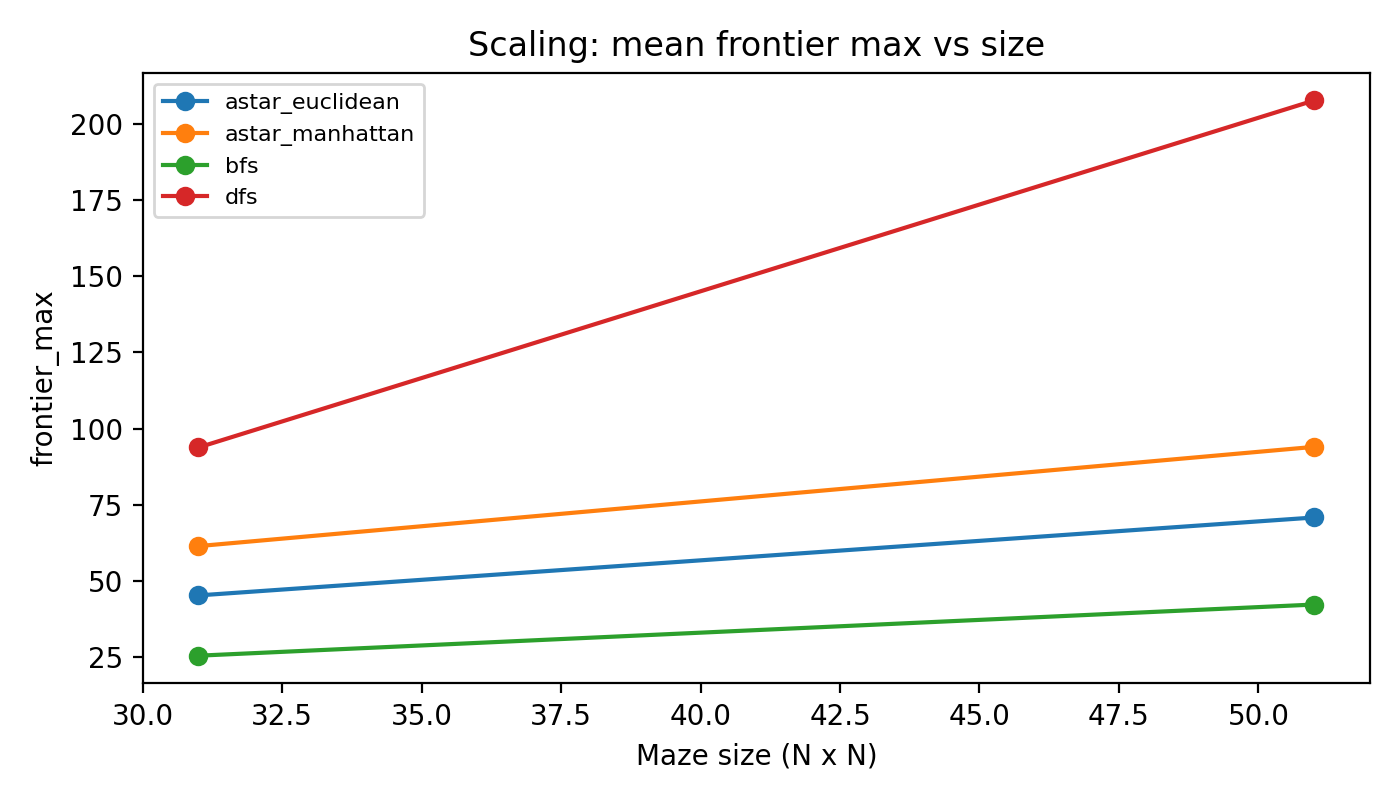 Scaling: mean frontier max vs size
astar_euclidean
astar_manhattan
bfs
dfs
frontier_max
200
175
150
125
100
75
50
25
30.0 32.5 35.0 37.5 40.0 42.5 45.0 47.5 50.0
Maze size (N x N)